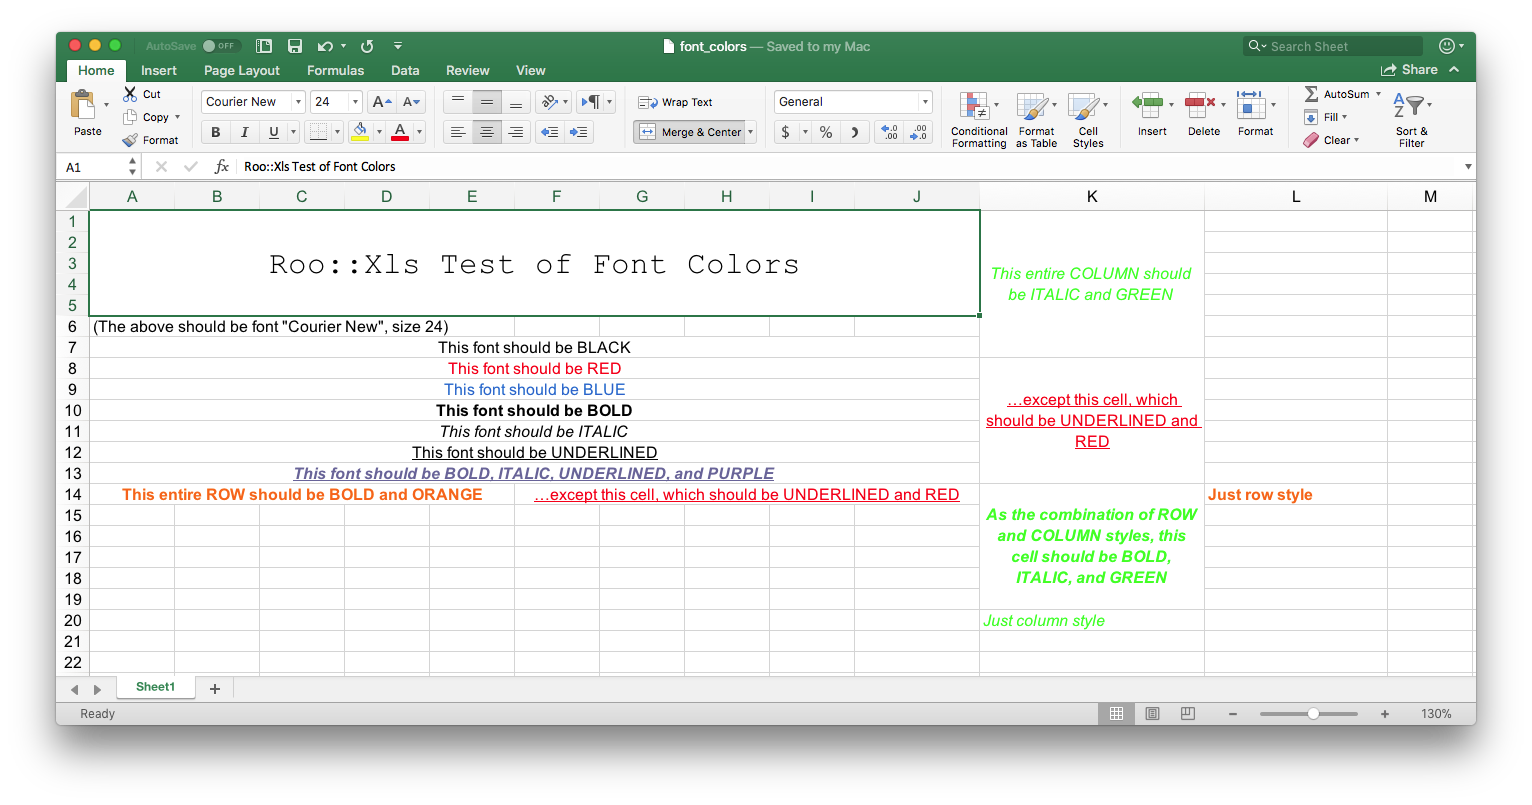 AutoSave OFF
font_colors — Saved to my Mac
Search Sheet
Home Insert Page Layout Formulas Data Review View
Share
Paste
Cut
Copy
Format
Courier New 24
A A
B I U A
Wrap Text
Merge & Center
General
$ % ,
.0 .00
.00 .0
Conditional Formatting
Format as Table
Cell Styles
Insert
Delete
Format
AutoSum
Fill
Clear
A Z
Sort & Filter
A1 fx Roo::Xls Test of Font Colors
A B C D E F G H I J K L M
1
2
3
4
5
Roo::Xls Test of Font Colors
This entire COLUMN should
be ITALIC and GREEN
6 (The above should be font "Courier New", size 24)
7 This font should be BLACK
8 This font should be RED
9 This font should be BLUE
10 This font should be BOLD
11 This font should be ITALIC
12 This font should be UNDERLINED
…except this cell, which
should be UNDERLINED and
RED
13 This font should be BOLD, ITALIC, UNDERLINED, and PURPLE
14 This entire ROW should be BOLD and ORANGE …except this cell, which should be UNDERLINED and RED
Just row style
As the combination of ROW
and COLUMN styles, this
cell should be BOLD,
ITALIC, and GREEN
15
16
17
18
19
20 Just column style
21
22
Sheet1 +
Ready
− + 130%